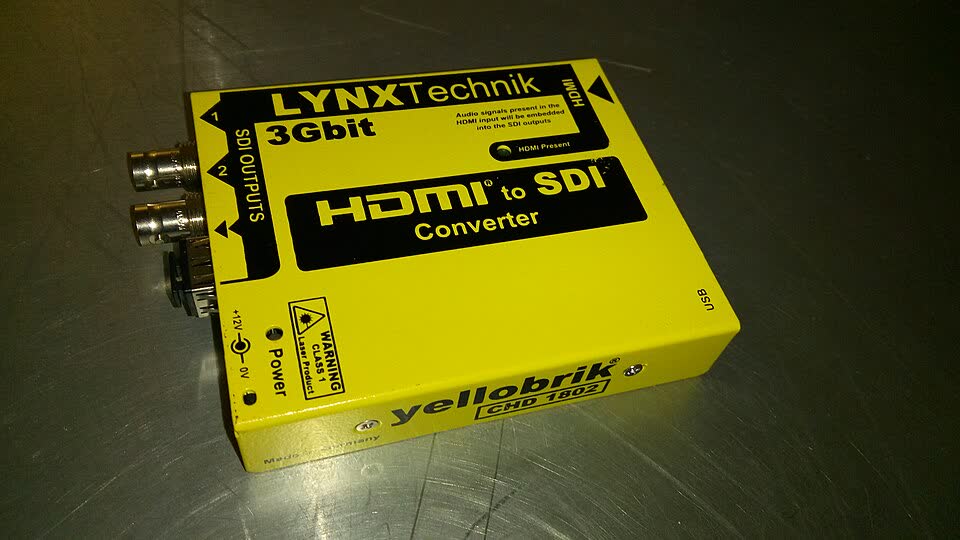 LYNXTechnik
3Gbit
Audio signals present in the
HDMI input will be embedded
into the SDI outputs
HDMI
HDMI Present
1
2
SDI OUTPUTS
HDMI® to SDI
Converter
USB
+12V
0V
Power
WARNING
CLASS 1
Laser Product
yellobrik®
CHD 1802
Made Germany